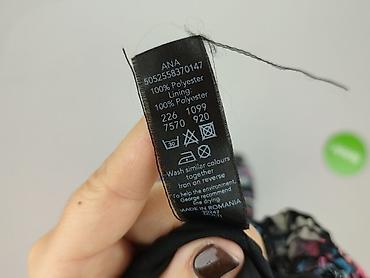 ANA
5052558370147
100% Polyester
Lining:
100% Polyester
226 1099
7570 920
30
Wash similar colours
together
Iron on reverse
To help the environment,
George recommend
line drying
MADE IN ROMANIA